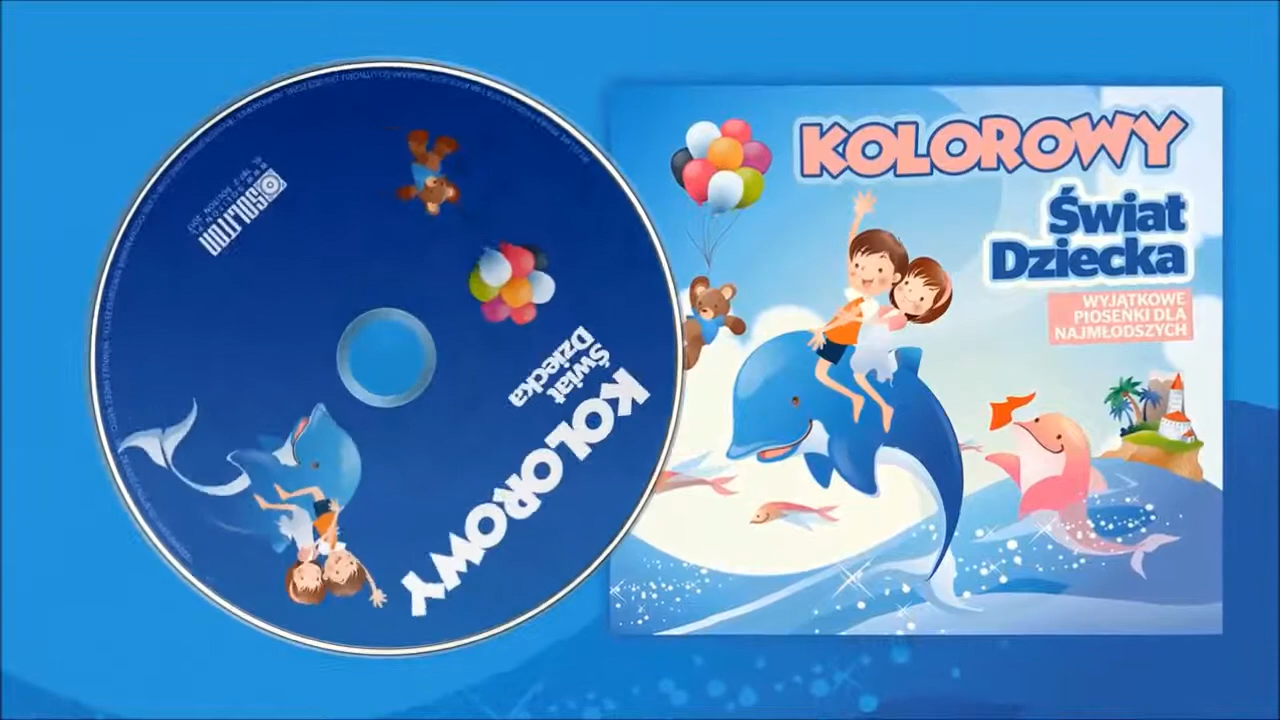 KOLOROWY
Świat
Dziecka
WYJĄTKOWE
PIOSENKI DLA
NAJMŁODSZYCH
SOLITON
Świat
Dziecka
KOLOROWY